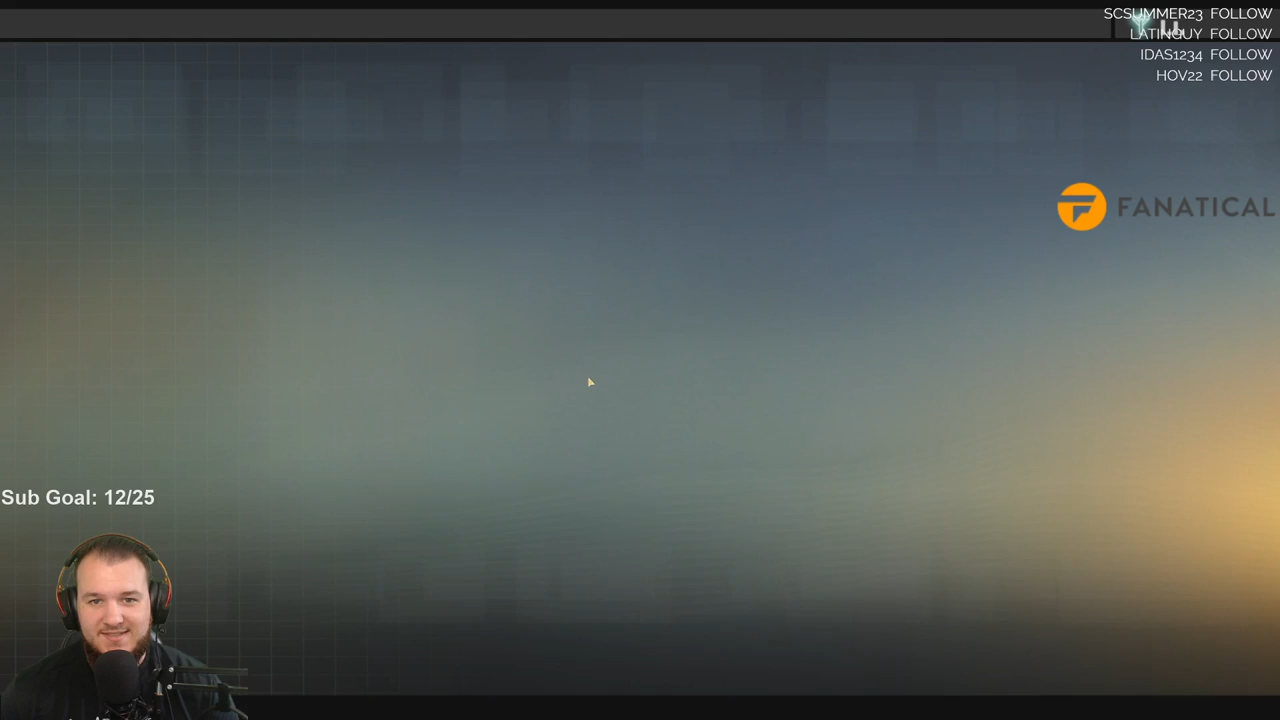 SCSUMMER23 FOLLOW
LATINGUY FOLLOW
IDAS1234 FOLLOW
HOV22 FOLLOW
FANATICAL
Sub Goal: 12/25